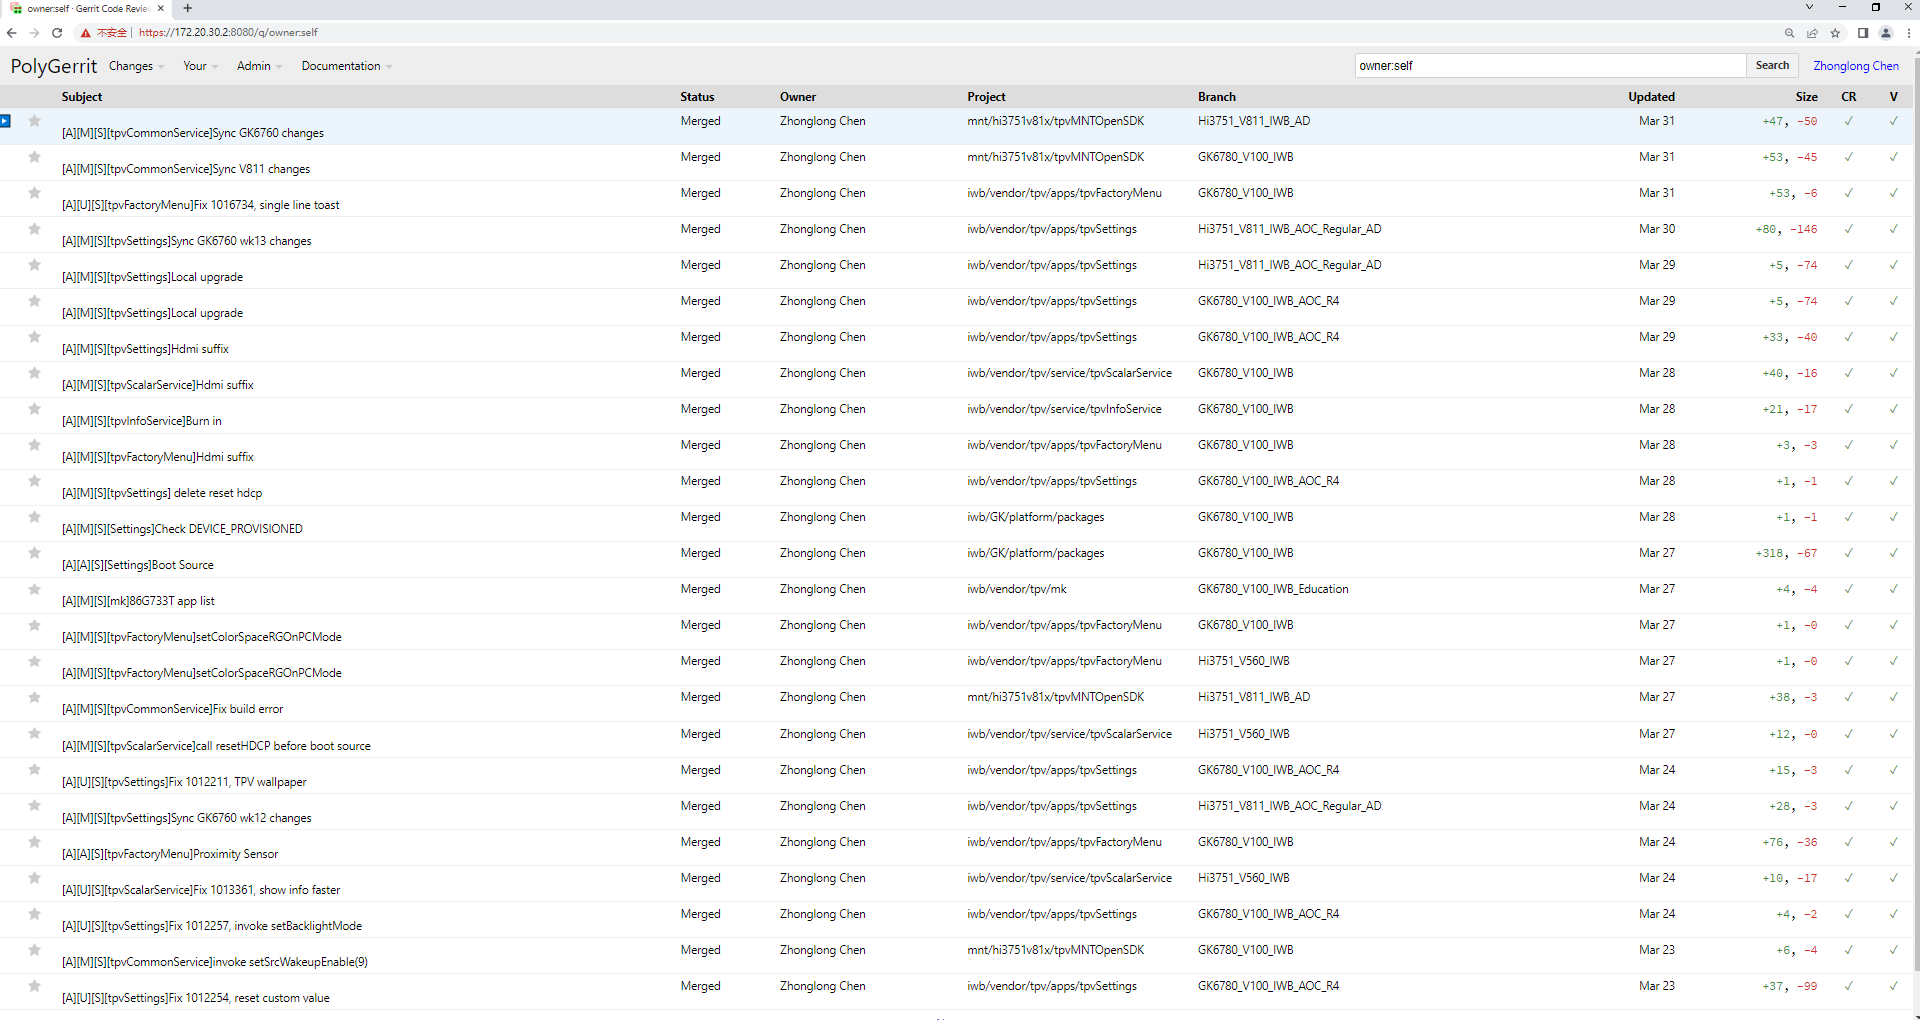 owner:self · Gerrit Code Revie
不安全 https://172.20.30.2:8080/q/owner:self
PolyGerrit Changes Your Admin Documentation owner:self Search Zhonglong Chen
Subject Status Owner Project Branch Updated Size CR V
[A][M][S][tpvCommonService]Sync GK6760 changes Merged Zhonglong Chen mnt/hi3751v81x/tpvMNTOpenSDK Hi3751_V811_IWB_AD Mar 31 +47, -50 ✓ ✓
[A][M][S][tpvCommonService]Sync V811 changes Merged Zhonglong Chen mnt/hi3751v81x/tpvMNTOpenSDK GK6780_V100_IWB Mar 31 +53, -45 ✓ ✓
[A][U][S][tpvFactoryMenu]Fix 1016734, single line toast Merged Zhonglong Chen iwb/vendor/tpv/apps/tpvFactoryMenu GK6780_V100_IWB Mar 31 +53, -6 ✓ ✓
[A][M][S][tpvSettings]Sync GK6760 wk13 changes Merged Zhonglong Chen iwb/vendor/tpv/apps/tpvSettings Hi3751_V811_IWB_AOC_Regular_AD Mar 30 +80, -146 ✓ ✓
[A][M][S][tpvSettings]Local upgrade Merged Zhonglong Chen iwb/vendor/tpv/apps/tpvSettings Hi3751_V811_IWB_AOC_Regular_AD Mar 29 +5, -74 ✓ ✓
[A][M][S][tpvSettings]Local upgrade Merged Zhonglong Chen iwb/vendor/tpv/apps/tpvSettings GK6780_V100_IWB_AOC_R4 Mar 29 +5, -74 ✓ ✓
[A][M][S][tpvSettings]Hdmi suffix Merged Zhonglong Chen iwb/vendor/tpv/apps/tpvSettings GK6780_V100_IWB_AOC_R4 Mar 29 +33, -40 ✓ ✓
[A][M][S][tpvScalarService]Hdmi suffix Merged Zhonglong Chen iwb/vendor/tpv/service/tpvScalarService GK6780_V100_IWB Mar 28 +40, -16 ✓ ✓
[A][M][S][tpvInfoService]Burn in Merged Zhonglong Chen iwb/vendor/tpv/service/tpvInfoService GK6780_V100_IWB Mar 28 +21, -17 ✓ ✓
[A][M][S][tpvFactoryMenu]Hdmi suffix Merged Zhonglong Chen iwb/vendor/tpv/apps/tpvFactoryMenu GK6780_V100_IWB Mar 28 +3, -3 ✓ ✓
[A][M][S][tpvSettings] delete reset hdcp Merged Zhonglong Chen iwb/vendor/tpv/apps/tpvSettings GK6780_V100_IWB_AOC_R4 Mar 28 +1, -1 ✓ ✓
[A][M][S][Settings]Check DEVICE_PROVISIONED Merged Zhonglong Chen iwb/GK/platform/packages GK6780_V100_IWB Mar 28 +1, -1 ✓ ✓
[A][A][S][Settings]Boot Source Merged Zhonglong Chen iwb/GK/platform/packages GK6780_V100_IWB Mar 27 +318, -67 ✓ ✓
[A][M][S][mk]86G733T app list Merged Zhonglong Chen iwb/vendor/tpv/mk GK6780_V100_IWB_Education Mar 27 +4, -4 ✓ ✓
[A][M][S][tpvFactoryMenu]setColorSpaceRGOnPCMode Merged Zhonglong Chen iwb/vendor/tpv/apps/tpvFactoryMenu GK6780_V100_IWB Mar 27 +1, -0 ✓ ✓
[A][M][S][tpvFactoryMenu]setColorSpaceRGOnPCMode Merged Zhonglong Chen iwb/vendor/tpv/apps/tpvFactoryMenu Hi3751_V560_IWB Mar 27 +1, -0 ✓ ✓
[A][M][S][tpvCommonService]Fix build error Merged Zhonglong Chen mnt/hi3751v81x/tpvMNTOpenSDK Hi3751_V811_IWB_AD Mar 27 +38, -3 ✓ ✓
[A][M][S][tpvScalarService]call resetHDCP before boot source Merged Zhonglong Chen iwb/vendor/tpv/service/tpvScalarService Hi3751_V560_IWB Mar 27 +12, -0 ✓ ✓
[A][U][S][tpvSettings]Fix 1012211, TPV wallpaper Merged Zhonglong Chen iwb/vendor/tpv/apps/tpvSettings GK6780_V100_IWB_AOC_R4 Mar 24 +15, -3 ✓ ✓
[A][M][S][tpvSettings]Sync GK6760 wk12 changes Merged Zhonglong Chen iwb/vendor/tpv/apps/tpvSettings Hi3751_V811_IWB_AOC_Regular_AD Mar 24 +28, -3 ✓ ✓
[A][A][S][tpvFactoryMenu]Proximity Sensor Merged Zhonglong Chen iwb/vendor/tpv/apps/tpvFactoryMenu GK6780_V100_IWB Mar 24 +76, -36 ✓ ✓
[A][U][S][tpvScalarService]Fix 1013361, show info faster Merged Zhonglong Chen iwb/vendor/tpv/service/tpvScalarService Hi3751_V560_IWB Mar 24 +10, -17 ✓ ✓
[A][U][S][tpvSettings]Fix 1012257, invoke setBacklightMode Merged Zhonglong Chen iwb/vendor/tpv/apps/tpvSettings GK6780_V100_IWB_AOC_R4 Mar 24 +4, -2 ✓ ✓
[A][M][S][tpvCommonService]invoke setSrcWakeupEnable(9) Merged Zhonglong Chen mnt/hi3751v81x/tpvMNTOpenSDK GK6780_V100_IWB Mar 23 +6, -4 ✓ ✓
[A][U][S][tpvSettings]Fix 1012254, reset custom value Merged Zhonglong Chen iwb/vendor/tpv/apps/tpvSettings GK6780_V100_IWB_AOC_R4 Mar 23 +37, -99 ✓ ✓